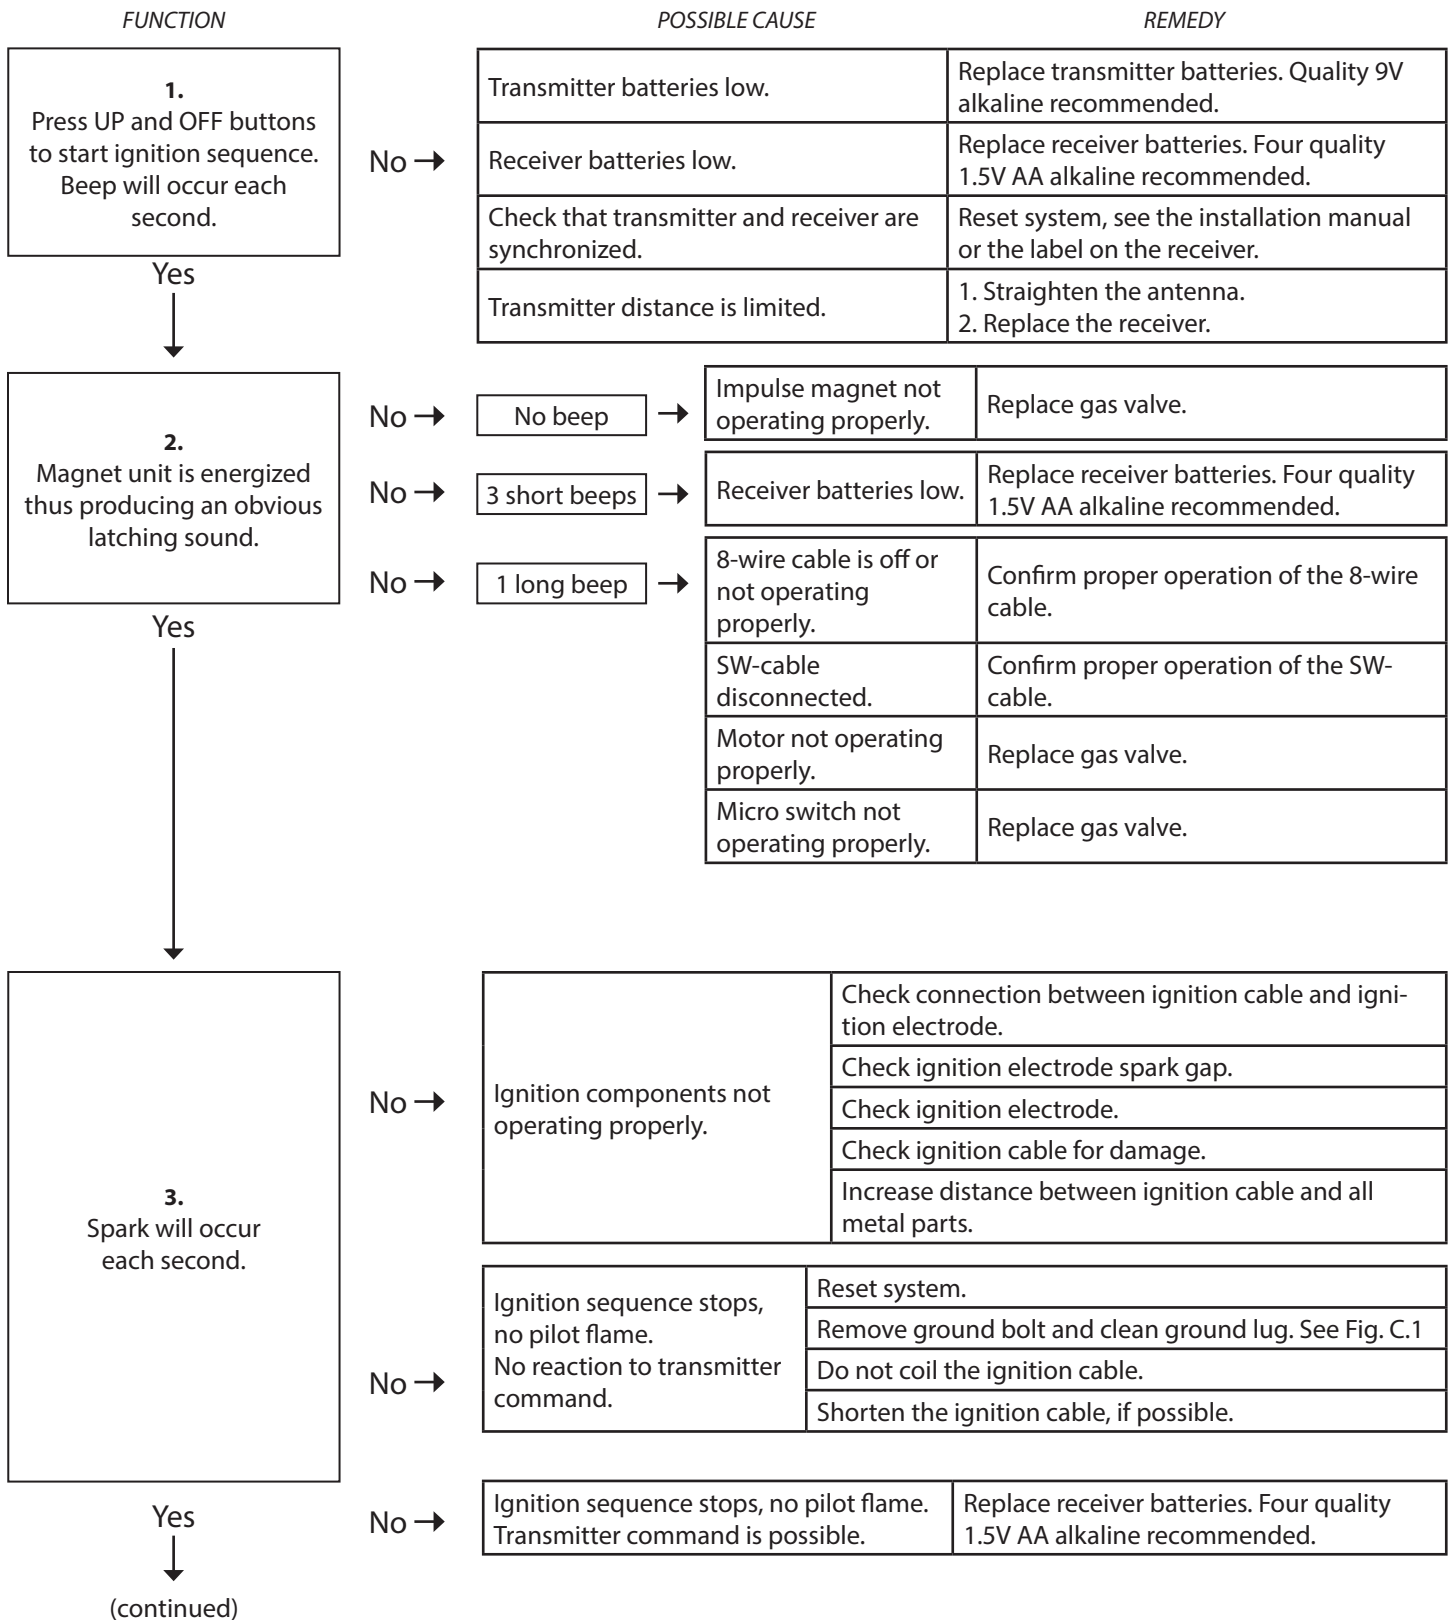 FUNCTION
POSSIBLE CAUSE
REMEDY
1.
Press UP and OFF buttons
to start ignition sequence.
Beep will occur each
second.
No →
Transmitter batteries low.
Replace transmitter batteries. Quality 9V
alkaline recommended.
Receiver batteries low.
Replace receiver batteries. Four quality
1.5V AA alkaline recommended.
Check that transmitter and receiver are
synchronized.
Reset system, see the installation manual
or the label on the receiver.
Transmitter distance is limited.
1. Straighten the antenna.
2. Replace the receiver.
Yes
2.
Magnet unit is energized
thus producing an obvious
latching sound.
No →
No beep →
Impulse magnet not
operating properly.
Replace gas valve.
No →
3 short beeps →
Receiver batteries low.
Replace receiver batteries. Four quality
1.5V AA alkaline recommended.
No →
1 long beep →
8-wire cable is off or
not operating
properly.
Confirm proper operation of the 8-wire
cable.
SW-cable
disconnected.
Confirm proper operation of the SW-
cable.
Motor not operating
properly.
Replace gas valve.
Micro switch not
operating properly.
Replace gas valve.
Yes
3.
Spark will occur
each second.
No →
Ignition components not
operating properly.
Check connection between ignition cable and igni-
tion electrode.
Check ignition electrode spark gap.
Check ignition electrode.
Check ignition cable for damage.
Increase distance between ignition cable and all
metal parts.
No →
Ignition sequence stops,
no pilot flame.
No reaction to transmitter
command.
Reset system.
Remove ground bolt and clean ground lug. See Fig. C.1
Do not coil the ignition cable.
Shorten the ignition cable, if possible.
No →
Ignition sequence stops, no pilot flame.
Transmitter command is possible.
Replace receiver batteries. Four quality
1.5V AA alkaline recommended.
Yes
(continued)